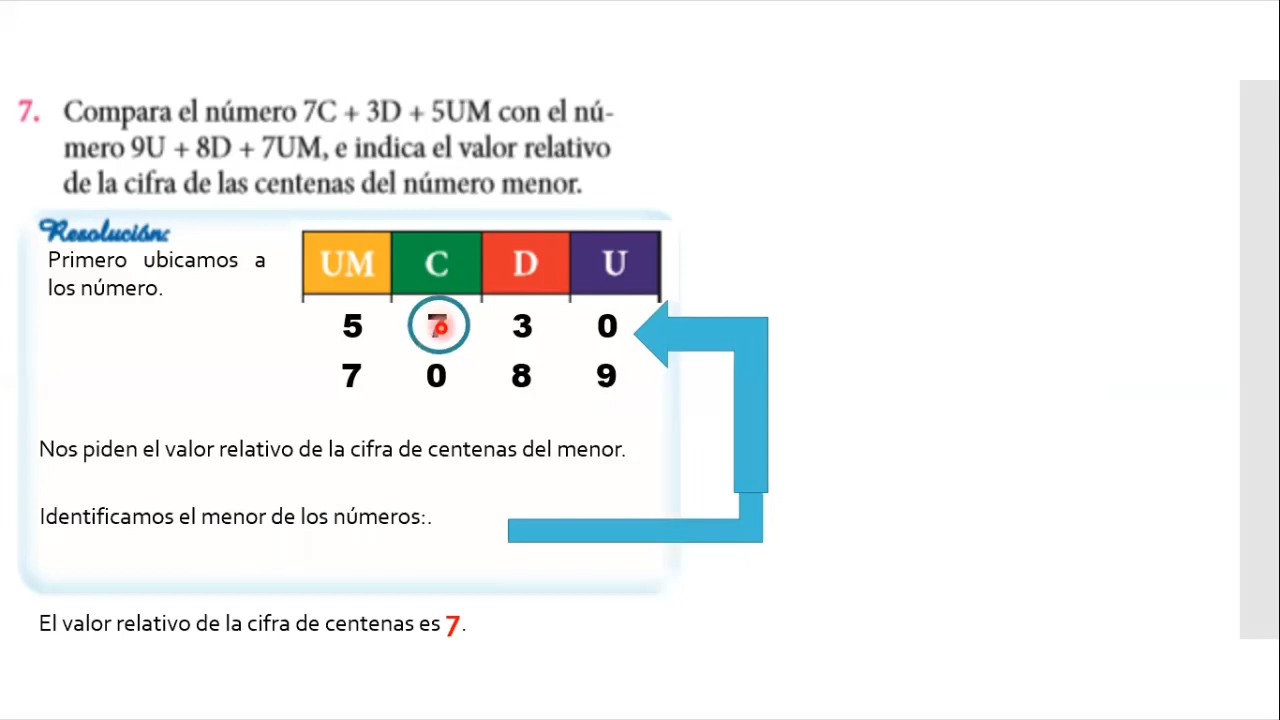 7. Compara el número 7C + 3D + 5UM con el nú-
mero 9U + 8D + 7UM, e indica el valor relativo
de la cifra de las centenas del número menor.
Resolución:
Primero ubicamos a
los número.
UM C D U
5 7 3 0
7 0 8 9
Nos piden el valor relativo de la cifra de centenas del menor.
Identificamos el menor de los números:.
El valor relativo de la cifra de centenas es 7.